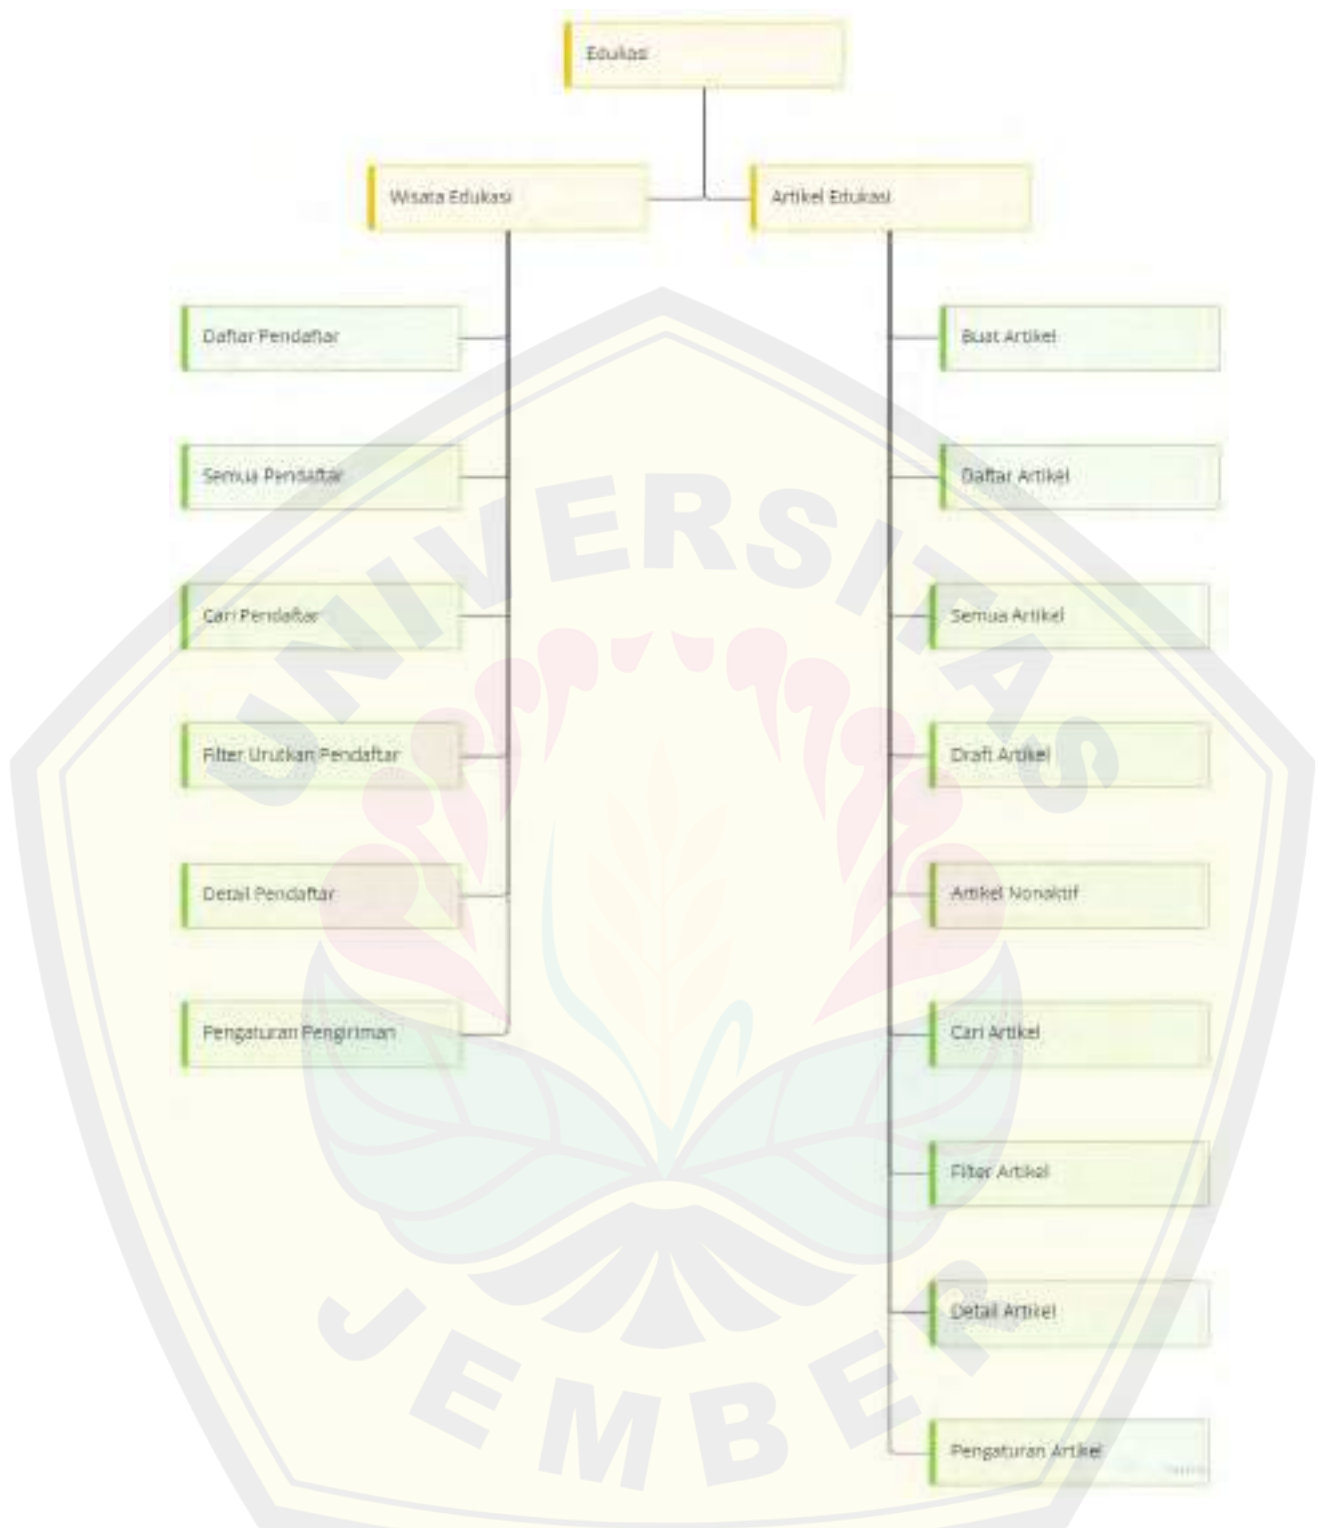 Edukasi
Wisata Edukasi
Artikel Edukasi
Daftar Pendaftar
Semua Pendaftar
Cari Pendaftar
Filter Urutkan Pendaftar
Detail Pendaftar
Pengaturan Pengiriman
Buat Artikel
Daftar Artikel
Semua Artikel
Draft Artikel
Artikel Nonaktif
Cari Artikel
Filter Artikel
Detail Artikel
Pengaturan Artikel
UNIVERSITAS
JEMBER